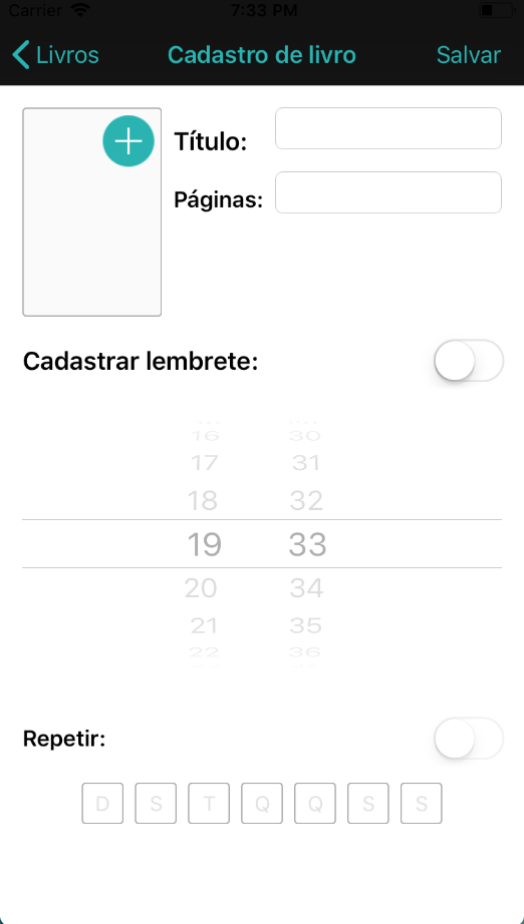 Carrier 7:33 PM
Livros Cadastro de livro Salvar
Título:
Páginas:
Cadastrar lembrete:
16 30
17 31
18 32
19 33
20 34
21 35
22 36
Repetir:
D S T Q Q S S